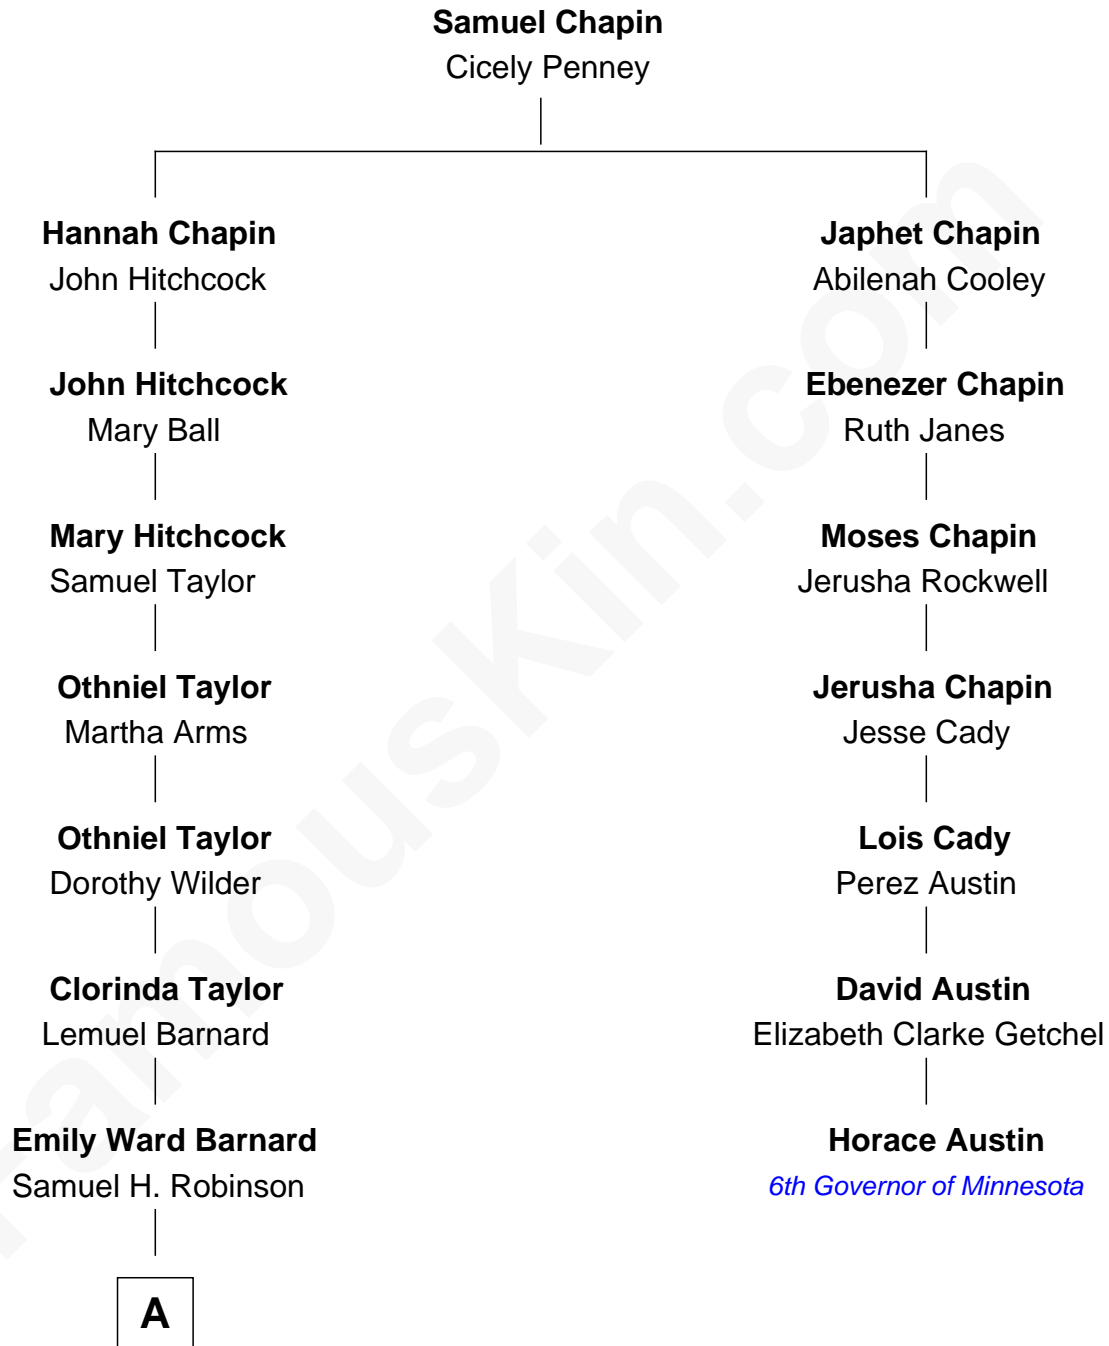 Samuel Chapin
Cicely Penney
Hannah Chapin
John Hitchcock
Japhet Chapin
Abilenah Cooley
John Hitchcock
Mary Ball
Ebenezer Chapin
Ruth Janes
Mary Hitchcock
Samuel Taylor
Moses Chapin
Jerusha Rockwell
Othniel Taylor
Martha Arms
Jerusha Chapin
Jesse Cady
Othniel Taylor
Dorothy Wilder
Lois Cady
Perez Austin
Clorinda Taylor
Lemuel Barnard
David Austin
Elizabeth Clarke Getchel
Emily Ward Barnard
Samuel H. Robinson
Horace Austin
6th Governor of Minnesota
A
FamousKin.com